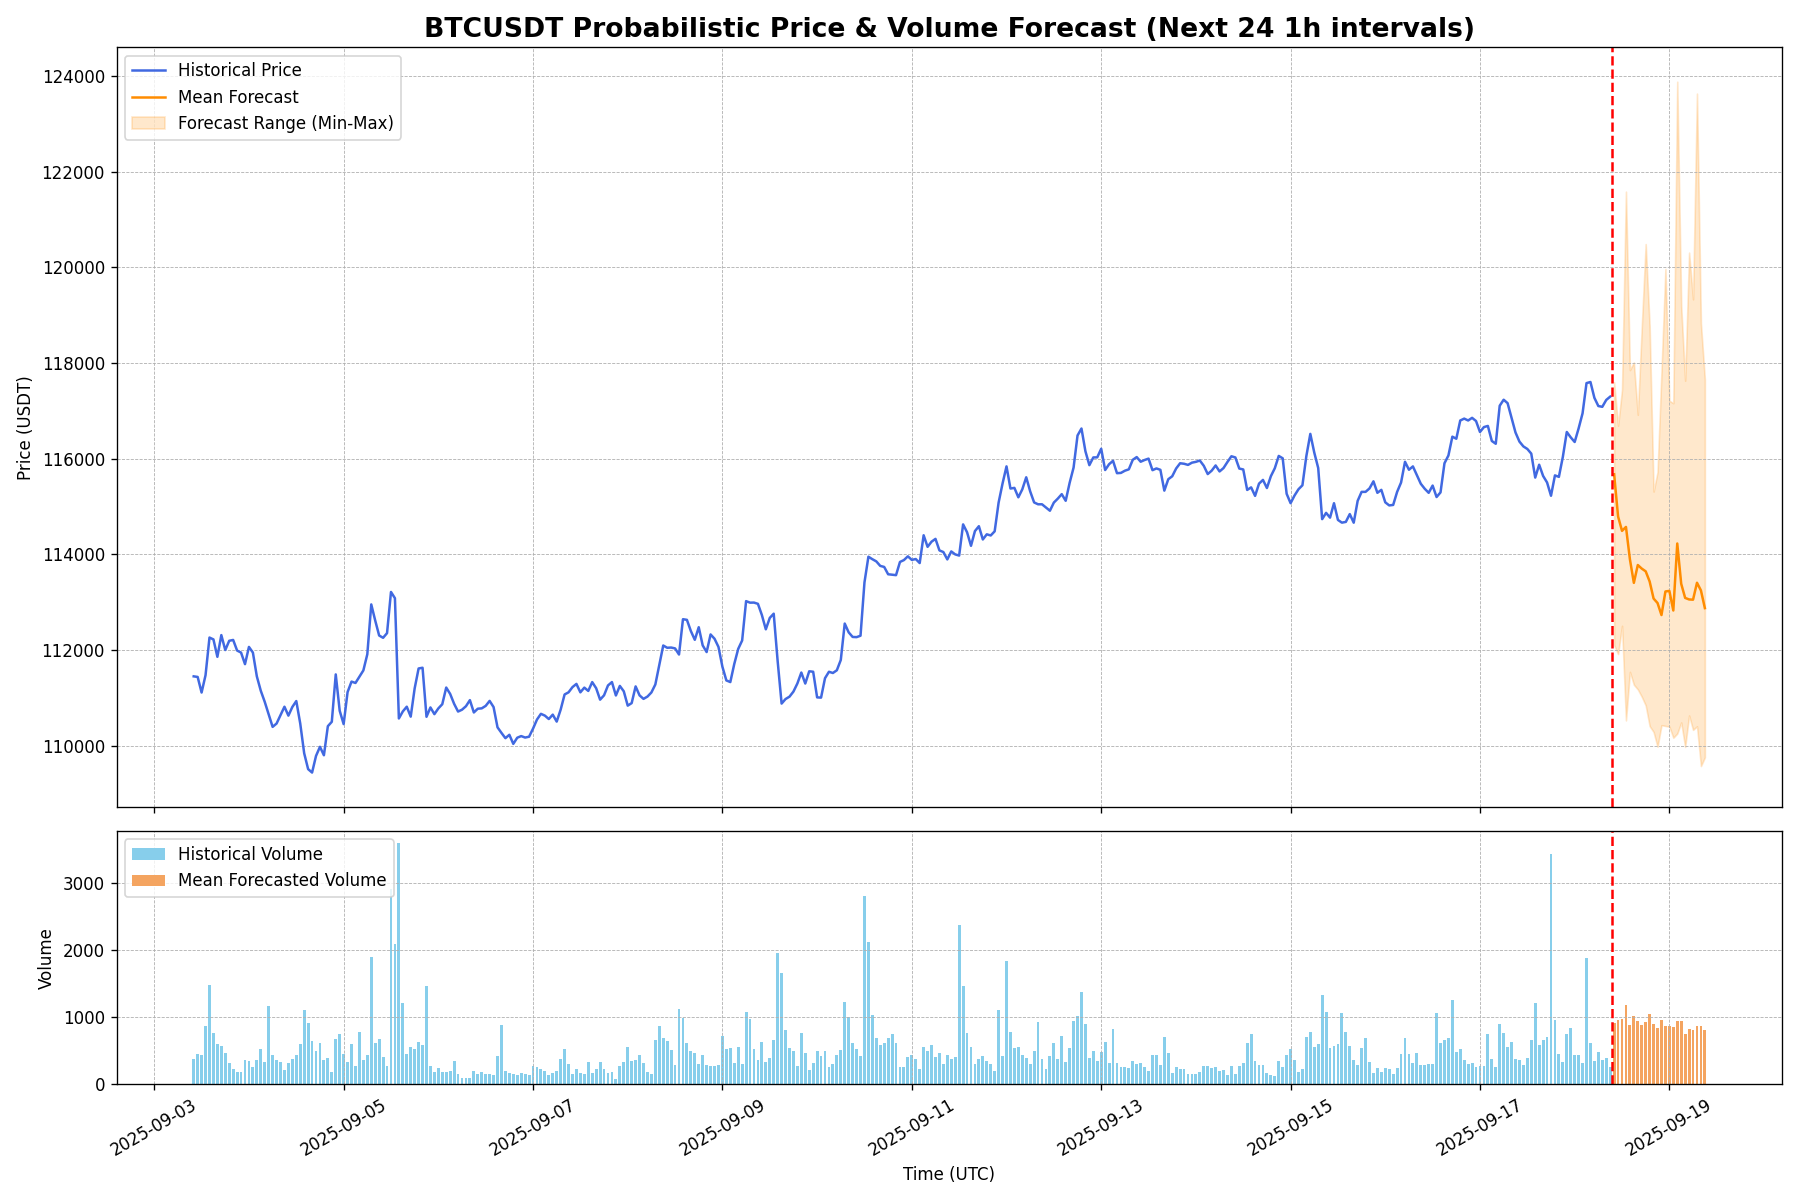 BTCUSDT Probabilistic Price & Volume Forecast (Next 24 1h intervals)
Historical Price
Mean Forecast
Forecast Range (Min-Max)
Price (USDT)
124000
122000
120000
118000
116000
114000
112000
110000
Historical Volume
Mean Forecasted Volume
Volume
3000
2000
1000
0
2025-09-03
2025-09-05
2025-09-07
2025-09-09
2025-09-11
2025-09-13
2025-09-15
2025-09-17
2025-09-19
Time (UTC)